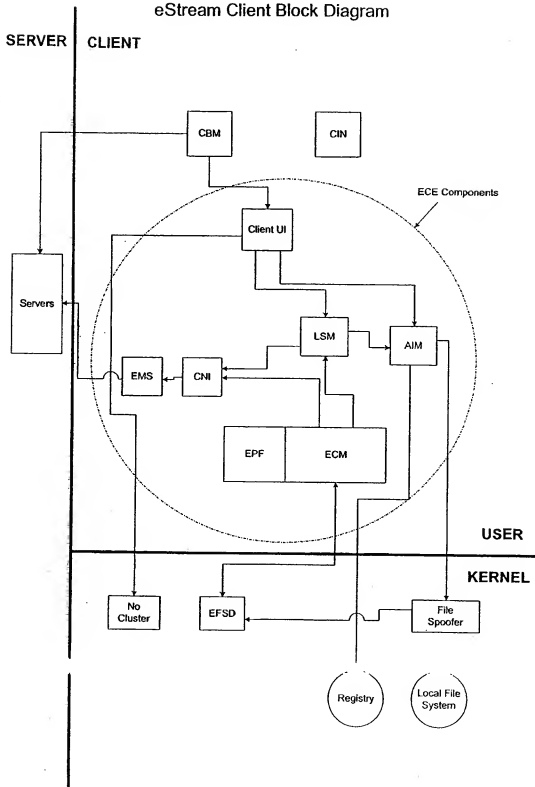 eStream Client Block Diagram
SERVER
CLIENT
CBM
CIN
ECE Components
Client UI
Servers
LSM
AIM
EMS
CNI
EPF
ECM
USER
KERNEL
No
Cluster
EFSD
File
Spoofer
Registry
Local File
System